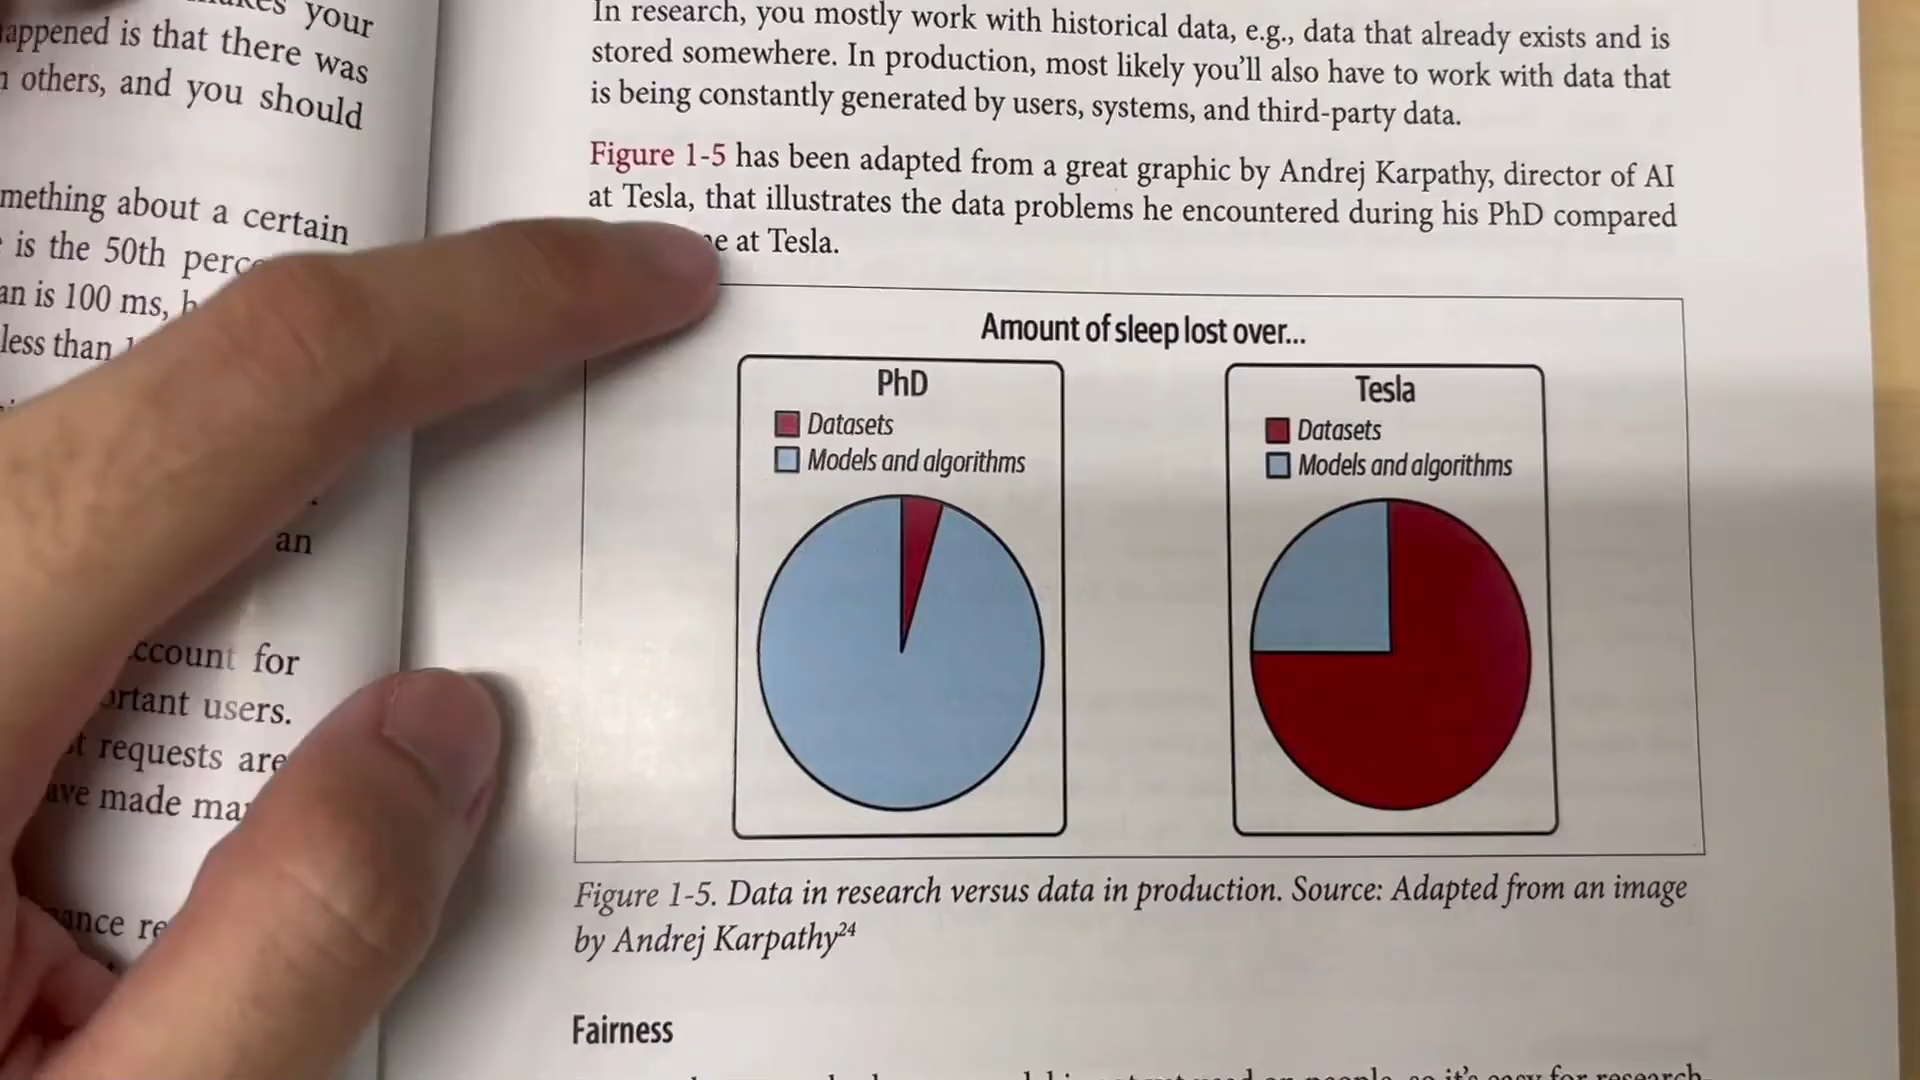 your
happened is that there was
others, and you should
something about a certain
is the 50th
an is 100 ms,
less than
an
account for
users.
requests are
made
In research, you mostly work with historical data, e.g., data that already exists and is
stored somewhere. In production, most likely you'll also have to work with data that
is being constantly generated by users, systems, and third-party data.
Figure 1-5 has been adapted from a great graphic by Andrej Karpathy, director of AI
at Tesla, that illustrates the data problems he encountered during his PhD compared
at Tesla.
Amount of sleep lost over...
PhD
Datasets
Models and algorithms
Tesla
Datasets
Models and algorithms
Figure 1-5. Data in research versus data in production. Source: Adapted from an image
by Andrej Karpathy24
Fairness